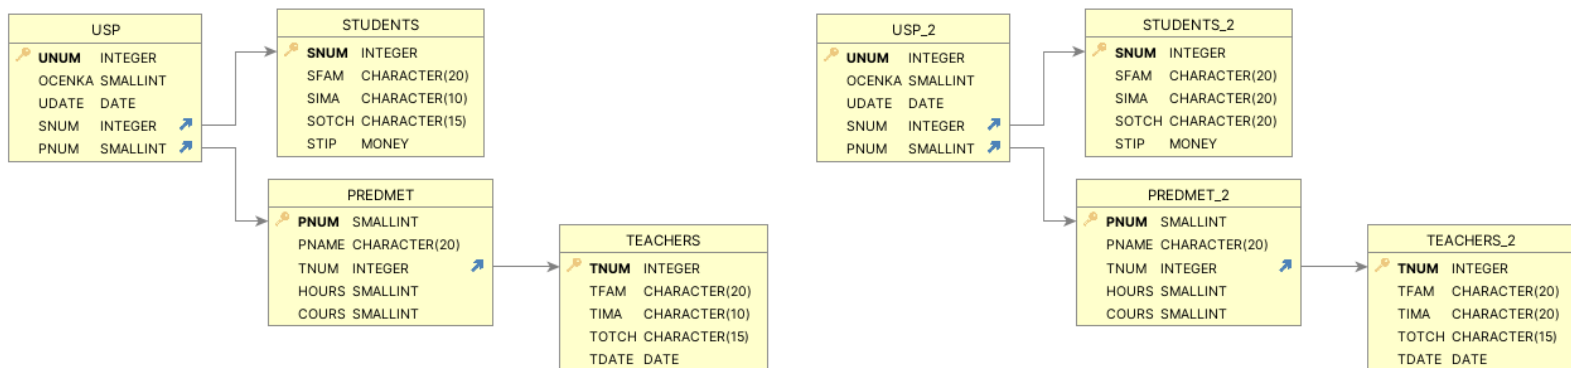 USP
UNUM INTEGER
OCENKA SMALLINT
UDATE DATE
SNUM INTEGER
PNUM SMALLINT
STUDENTS
SNUM INTEGER
SFAM CHARACTER(20)
SIMA CHARACTER(10)
SOTCH CHARACTER(15)
STIP MONEY
PREDMET
PNUM SMALLINT
PNAME CHARACTER(20)
TNUM INTEGER
HOURS SMALLINT
COURS SMALLINT
TEACHERS
TNUM INTEGER
TFAM CHARACTER(20)
TIMA CHARACTER(10)
TOTCH CHARACTER(15)
TDATE DATE
USP_2
UNUM INTEGER
OCENKA SMALLINT
UDATE DATE
SNUM INTEGER
PNUM SMALLINT
STUDENTS_2
SNUM INTEGER
SFAM CHARACTER(20)
SIMA CHARACTER(20)
SOTCH CHARACTER(20)
STIP MONEY
PREDMET_2
PNUM SMALLINT
PNAME CHARACTER(20)
TNUM INTEGER
HOURS SMALLINT
COURS SMALLINT
TEACHERS_2
TNUM INTEGER
TFAM CHARACTER(20)
TIMA CHARACTER(20)
TOTCH CHARACTER(15)
TDATE DATE